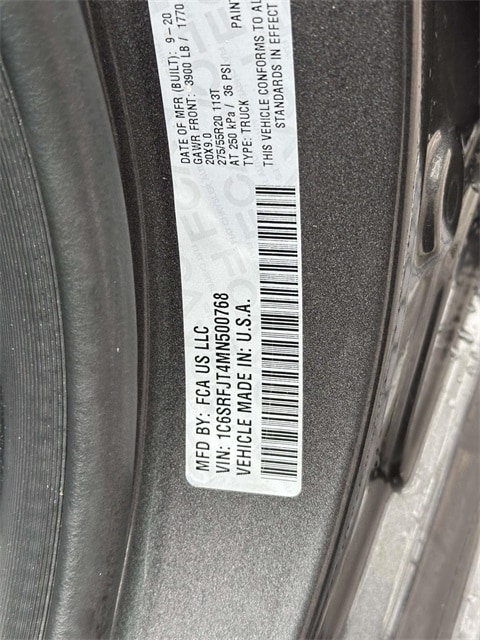 MFD BY: FCA US LLC
VIN: 1C6SRFJT4MN500768
VEHICLE MADE IN: U.S.A.
DATE OF MFR (BUILT): 9-20
GAWR FRONT: 3900 LB / 1770
20X9.0
275/55R20 113T
AT 250 kPa / 36 PSI
TYPE: TRUCK PAINT
THIS VEHICLE CONFORMS TO AL
STANDARDS IN EFFECT